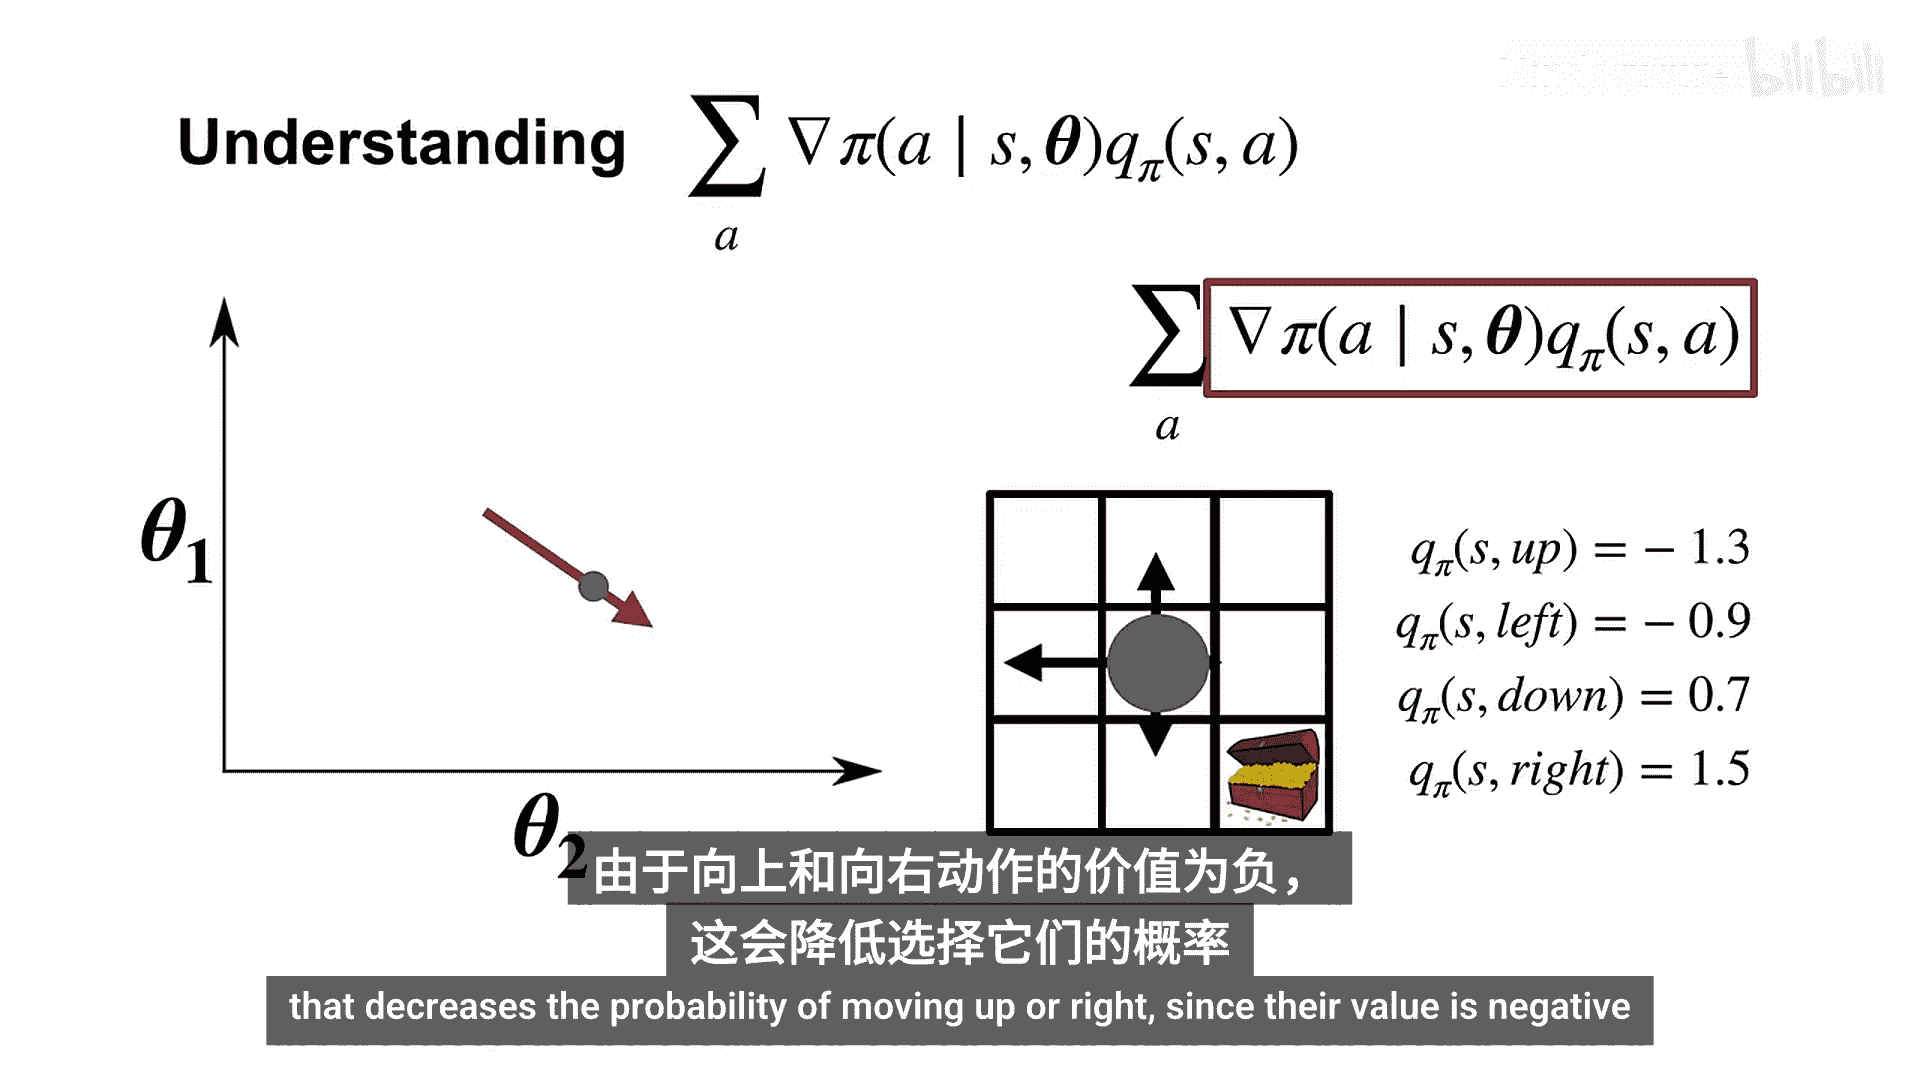 bilibili
Understanding ∑ₐ ∇π(a | s, θ)q_π(s, a)
∑ₐ ∇π(a | s, θ)q_π(s, a)
θ₁
q_π(s, up) = − 1.3
q_π(s, left) = − 0.9
q_π(s, down) = 0.7
q_π(s, right) = 1.5
θ₂
由于向上和向右动作的价值为负，
这会降低选择它们的概率
that decreases the probability of moving up or right, since their value is negative